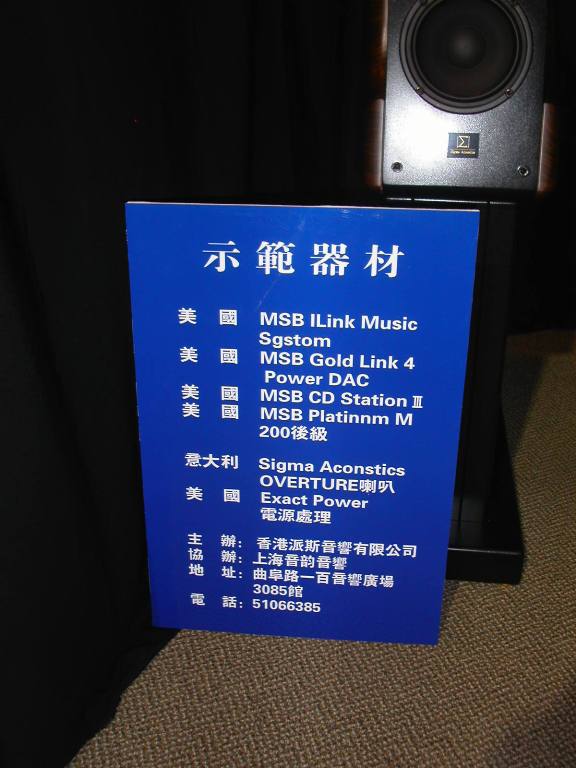 示範器材
美國 MSB ILink Music
Sgstom
美國 MSB Gold Link 4
Power DAC
美國 MSB CD Station Ⅲ
美國 MSB Platinnm M
200後級
意大利 Sigma Aconstics
OVERTURE喇叭
美國 Exact Power
電源處理
主辦：香港派斯音響有限公司
協辦：上海音韵音響
地址：曲阜路一百音響廣場
3085館
電話：51066385
Σ
Sigma Acoustics